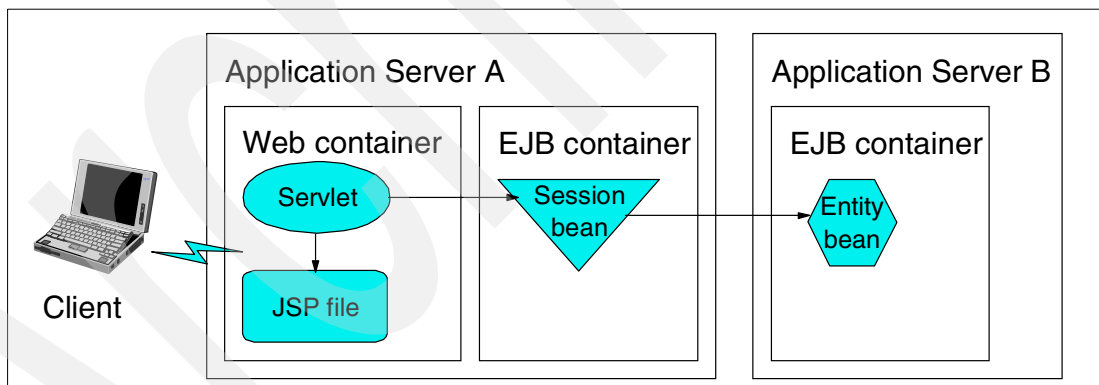 Application Server A
Application Server B
Web container
EJB container
EJB container
Servlet
Session
bean
Entity
bean
JSP file
Client